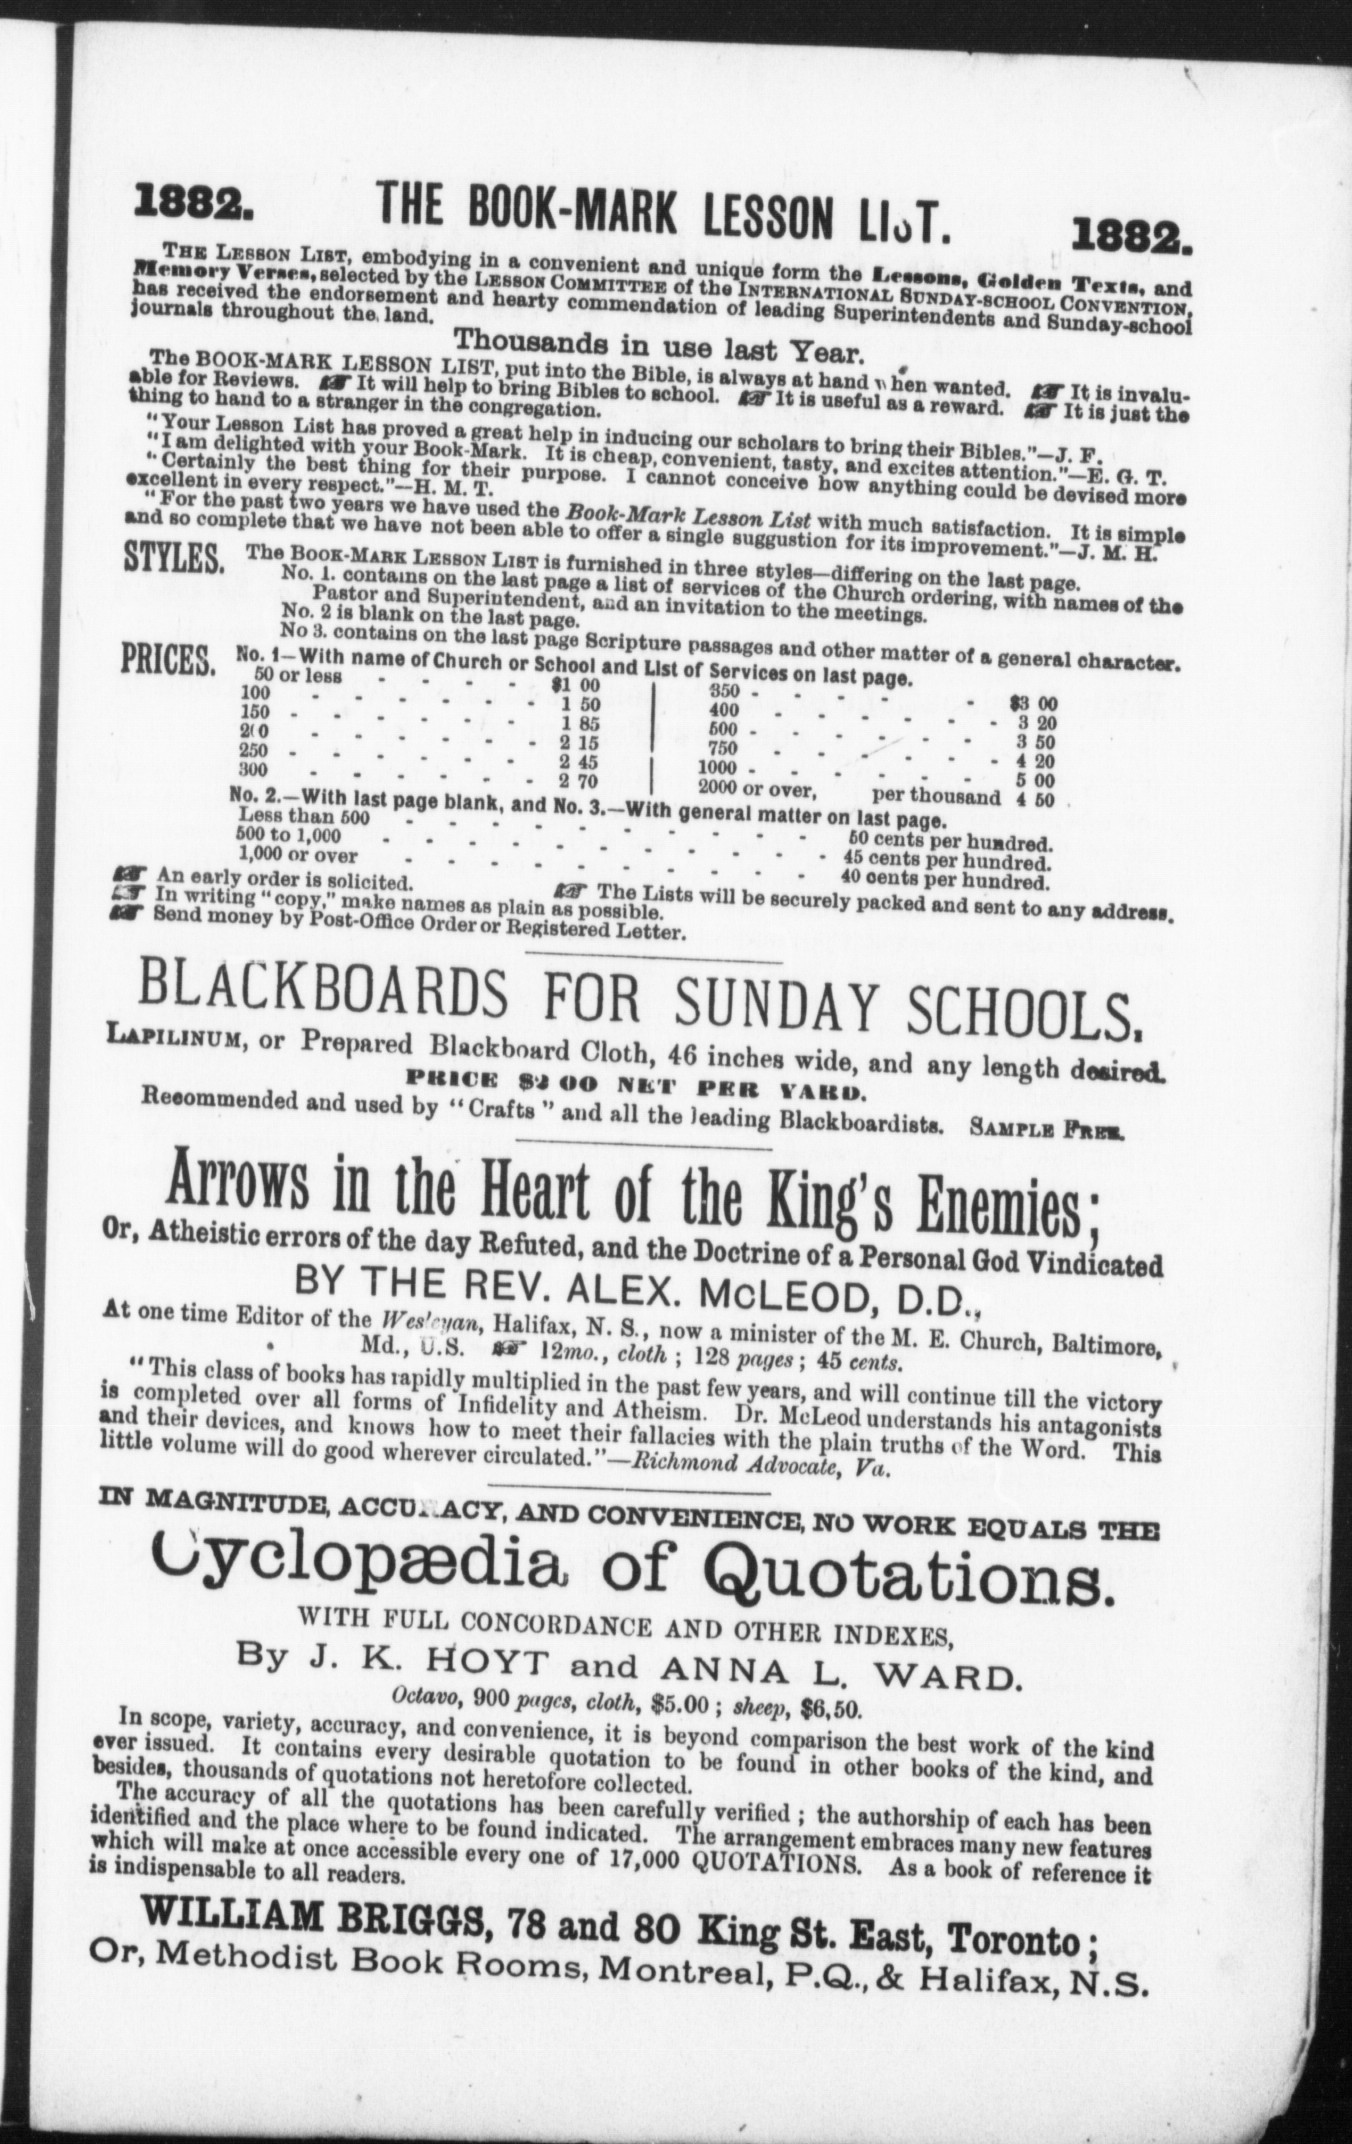 1882. THE BOOK-MARK LESSON LIST. 1882.
THE LESSON LIST, embodying in a convenient and unique form the Lessons, Golden Texts, and
Memory Verses, selected by the LESSON COMMITTEE of the INTERNATIONAL SUNDAY-SCHOOL CONVENTION,
has received the endorsement and hearty commendation of leading Superintendents and Sunday-school
journals throughout the land.
Thousands in use last Year.
The BOOK-MARK LESSON LIST, put into the Bible, is always at hand when wanted. ☞ It is invalu-
able for Reviews. ☞ It will help to bring Bibles to school. ☞ It is useful as a reward. ☞ It is just the
thing to hand to a stranger in the congregation.
"Your Lesson List has proved a great help in inducing our scholars to bring their Bibles."—J. F.
"I am delighted with your Book-Mark. It is cheap, convenient, tasty, and excites attention."—E. G. T.
"Certainly the best thing for their purpose. I cannot conceive how anything could be devised more
excellent in every respect."—H. M. T.
"For the past two years we have used the Book-Mark Lesson List with much satisfaction. It is simple
and so complete that we have not been able to offer a single suggustion for its improvement."—J. M. H.
STYLES. The BOOK-MARK LESSON LIST is furnished in three styles—differing on the last page.
No. 1. contains on the last page a list of services of the Church ordering, with names of the
Pastor and Superintendent, and an invitation to the meetings.
No. 2 is blank on the last page.
No 3. contains on the last page Scripture passages and other matter of a general character.
PRICES. No. 1—With name of Church or School and List of Services on last page.
50 or less - - - - $1 00 | 350 - - - - - $3 00
100 - - - - - - 1 50 | 400 - - - - - - 3 20
150 - - - - - - 1 85 | 500 - - - - - - 3 50
200 - - - - - - 2 15 | 750 - - - - - - 4 20
250 - - - - - - 2 45 | 1000 - - - - - - 5 00
300 - - - - - - 2 70 | 2000 or over, per thousand 4 50
No. 2.—With last page blank, and No. 3.—With general matter on last page.
Less than 500 - - - - - - - - - - 50 cents per hundred.
500 to 1,000 - - - - - - - - - - - 45 cents per hundred.
1,000 or over - - - - - - - - - - 40 cents per hundred.
☞ An early order is solicited. ☞ The Lists will be securely packed and sent to any address.
☞ In writing "copy," make names as plain as possible.
☞ Send money by Post-Office Order or Registered Letter.
BLACKBOARDS FOR SUNDAY SCHOOLS.
LAPILINUM, or Prepared Blackboard Cloth, 46 inches wide, and any length desired.
PRICE $2 00 NET PER YARD.
Recommended and used by "Crafts" and all the leading Blackboardists. SAMPLE FREE.
Arrows in the Heart of the King's Enemies;
Or, Atheistic errors of the day Refuted, and the Doctrine of a Personal God Vindicated
BY THE REV. ALEX. McLEOD, D.D.,
At one time Editor of the Wesleyan, Halifax, N. S., now a minister of the M. E. Church, Baltimore,
Md., U.S. ☞ 12mo., cloth; 128 pages; 45 cents.
"This class of books has rapidly multiplied in the past few years, and will continue till the victory
is completed over all forms of Infidelity and Atheism. Dr. McLeod understands his antagonists
and their devices, and knows how to meet their fallacies with the plain truths of the Word. This
little volume will do good wherever circulated."—Richmond Advocate, Va.
IN MAGNITUDE, ACCURACY, AND CONVENIENCE, NO WORK EQUALS THE
Cyclopædia of Quotations.
WITH FULL CONCORDANCE AND OTHER INDEXES,
By J. K. HOYT and ANNA L. WARD.
Octavo, 900 pages, cloth, $5.00; sheep, $6,50.
In scope, variety, accuracy, and convenience, it is beyond comparison the best work of the kind
ever issued. It contains every desirable quotation to be found in other books of the kind, and
besides, thousands of quotations not heretofore collected.
The accuracy of all the quotations has been carefully verified; the authorship of each has been
identified and the place where to be found indicated. The arrangement embraces many new features
which will make at once accessible every one of 17,000 QUOTATIONS. As a book of reference it
is indispensable to all readers.
WILLIAM BRIGGS, 78 and 80 King St. East, Toronto;
Or, Methodist Book Rooms, Montreal, P.Q., & Halifax, N.S.